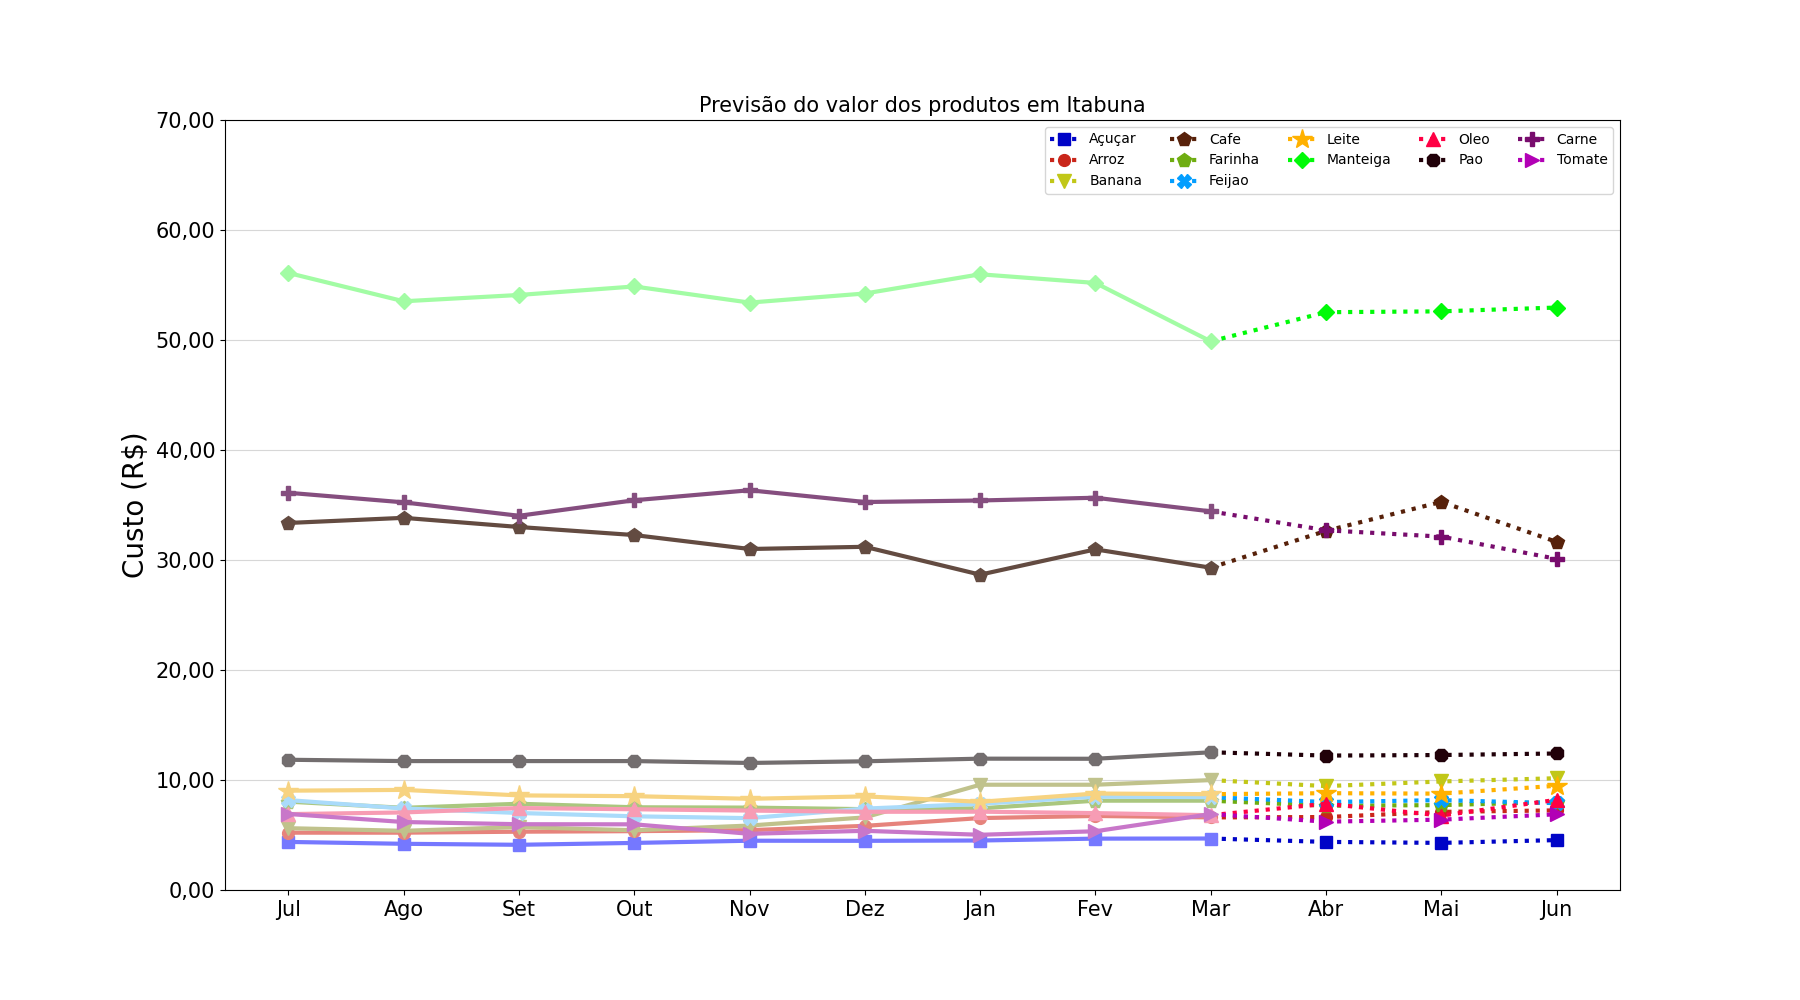 Previsão do valor dos produtos em Itabuna
70,00
60,00
50,00
40,00
30,00
20,00
10,00
0,00
Custo (R$)
Açuçar Cafe Leite Oleo Carne
Arroz Farinha Manteiga Pao Tomate
Banana Feijao
Jul Ago Set Out Nov Dez Jan Fev Mar Abr Mai Jun